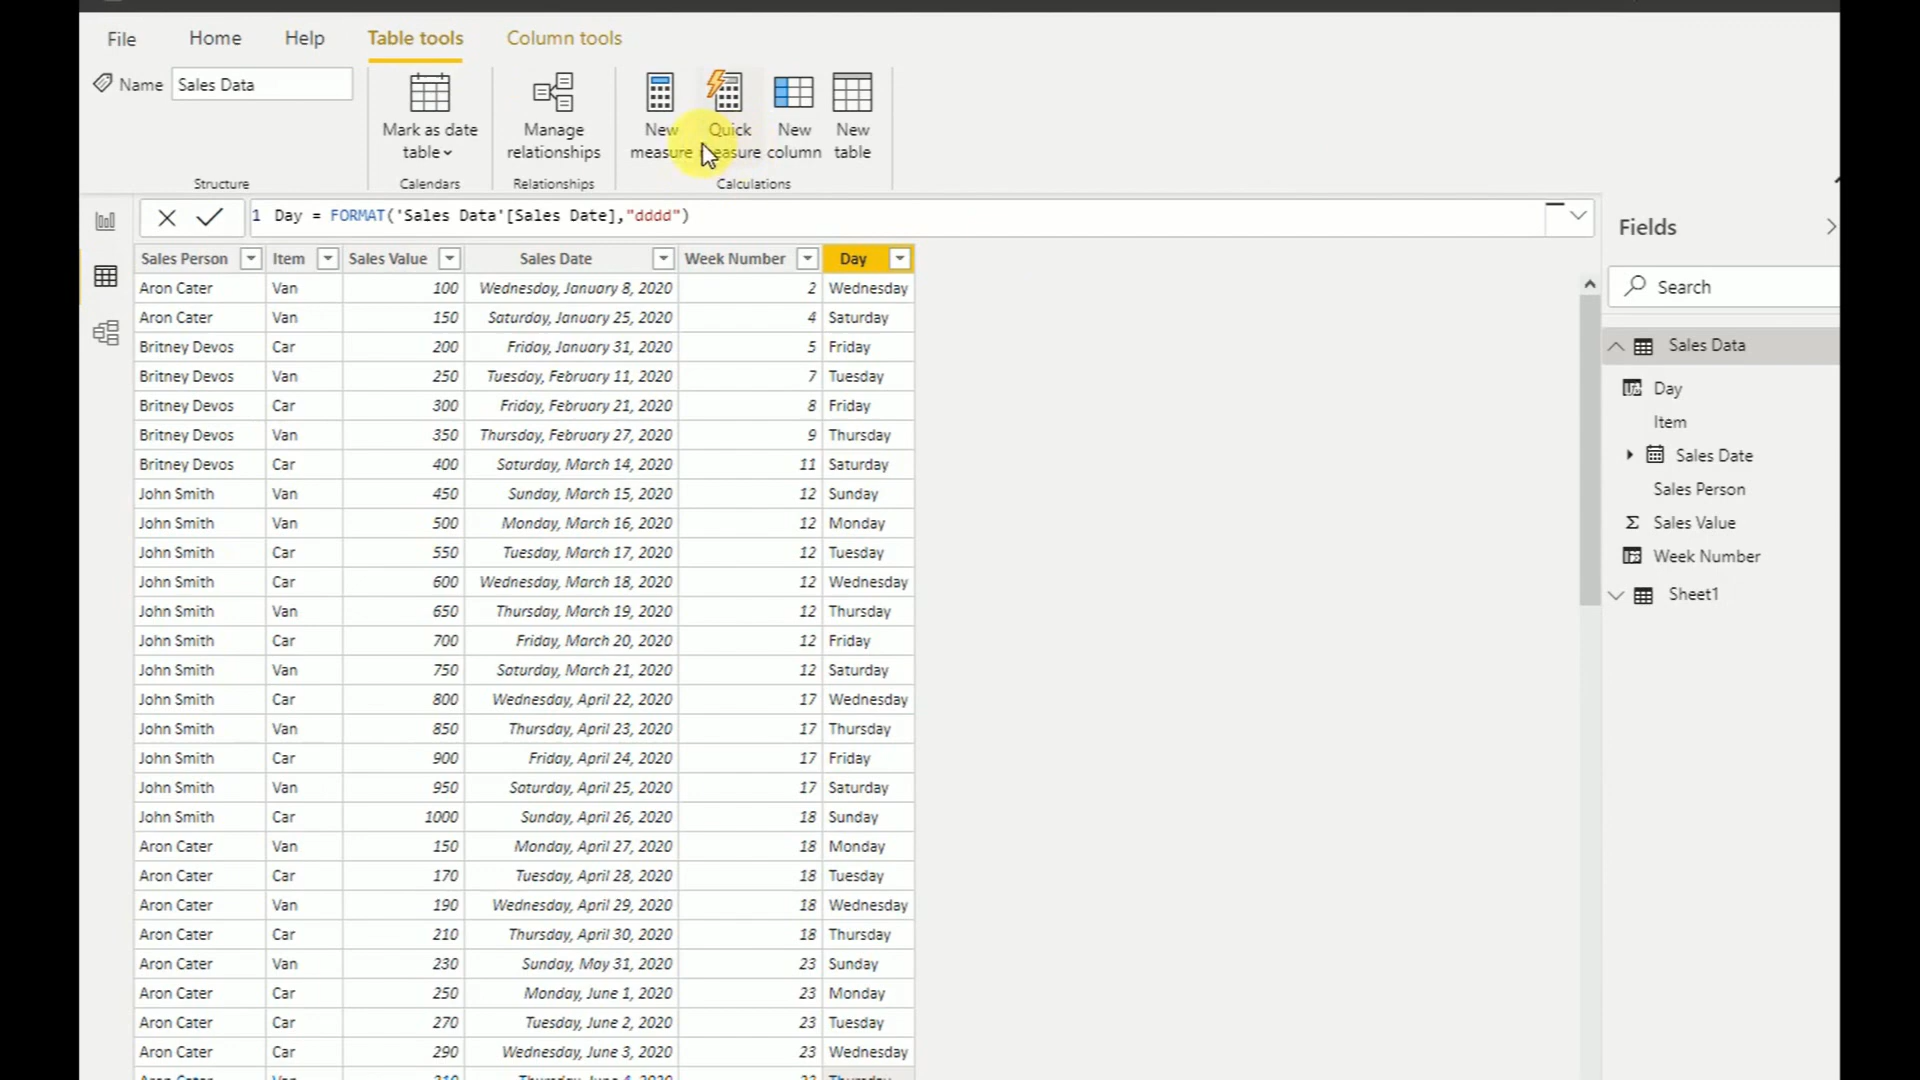 File Home Help Table tools Column tools
Name Sales Data
Mark as date table
Manage relationships
New measure
Quick measure
New column
New table
Structure Calendars Relationships Calculations
1 Day = FORMAT('Sales Data'[Sales Date],"dddd")
Sales Person Item Sales Value Sales Date Week Number Day
Aron Cater Van 100 Wednesday, January 8, 2020 2 Wednesday
Aron Cater Van 150 Saturday, January 25, 2020 4 Saturday
Britney Devos Car 200 Friday, January 31, 2020 5 Friday
Britney Devos Van 250 Tuesday, February 11, 2020 7 Tuesday
Britney Devos Car 300 Friday, February 21, 2020 8 Friday
Britney Devos Van 350 Thursday, February 27, 2020 9 Thursday
Britney Devos Car 400 Saturday, March 14, 2020 11 Saturday
John Smith Van 450 Sunday, March 15, 2020 12 Sunday
John Smith Van 500 Monday, March 16, 2020 12 Monday
John Smith Car 550 Tuesday, March 17, 2020 12 Tuesday
John Smith Car 600 Wednesday, March 18, 2020 12 Wednesday
John Smith Van 650 Thursday, March 19, 2020 12 Thursday
John Smith Car 700 Friday, March 20, 2020 12 Friday
John Smith Van 750 Saturday, March 21, 2020 12 Saturday
John Smith Car 800 Wednesday, April 22, 2020 17 Wednesday
John Smith Van 850 Thursday, April 23, 2020 17 Thursday
John Smith Car 900 Friday, April 24, 2020 17 Friday
John Smith Van 950 Saturday, April 25, 2020 17 Saturday
John Smith Car 1000 Sunday, April 26, 2020 18 Sunday
Aron Cater Van 150 Monday, April 27, 2020 18 Monday
Aron Cater Car 170 Tuesday, April 28, 2020 18 Tuesday
Aron Cater Van 190 Wednesday, April 29, 2020 18 Wednesday
Aron Cater Car 210 Thursday, April 30, 2020 18 Thursday
Aron Cater Van 230 Sunday, May 31, 2020 23 Sunday
Aron Cater Car 250 Monday, June 1, 2020 23 Monday
Aron Cater Car 270 Tuesday, June 2, 2020 23 Tuesday
Aron Cater Car 290 Wednesday, June 3, 2020 23 Wednesday
Fields
Search
Sales Data
Day
Item
Sales Date
Sales Person
Σ Sales Value
Week Number
Sheet1